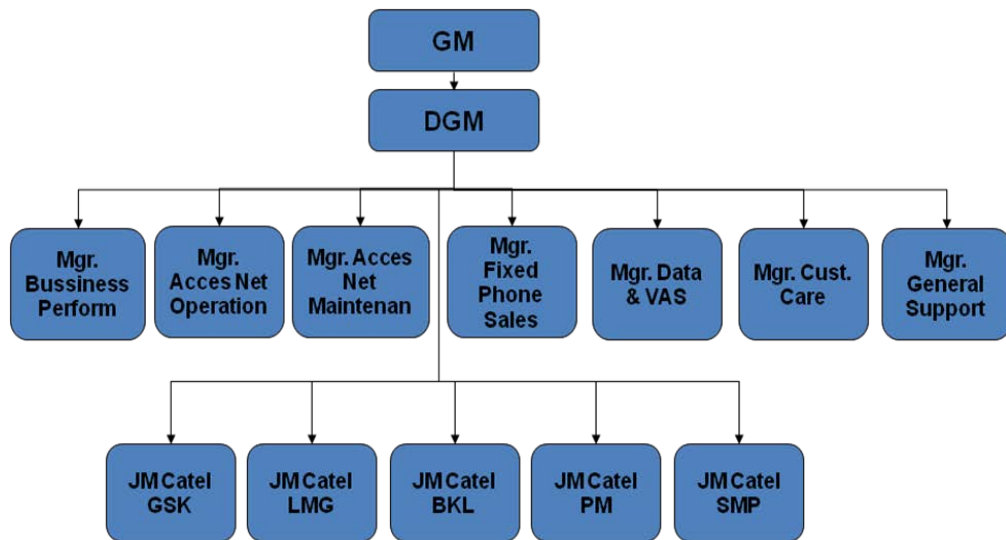 GM
DGM
Mgr.
Bussiness
Perform
Mgr.
Acces Net
Operation
Mgr. Acces
Net
Maintenan
Mgr.
Fixed
Phone
Sales
Mgr. Data
& VAS
Mgr. Cust.
Care
Mgr.
General
Support
JM Catel
GSK
JM Catel
LMG
JM Catel
BKL
JM Catel
PM
JM Catel
SMP